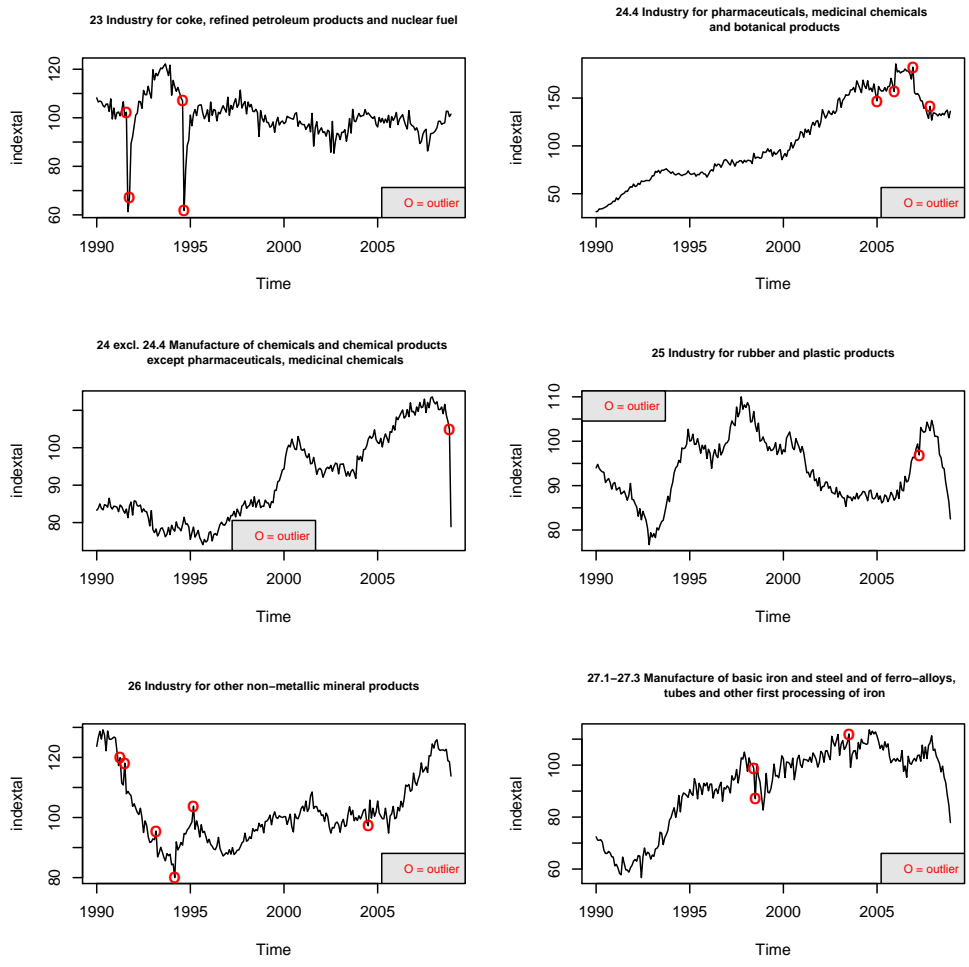 23 Industry for coke, refined petroleum products and nuclear fuel
indextal
60
80
100
120
1990
1995
2000
2005
Time
O = outlier
O
O
O
O
24.4 Industry for pharmaceuticals, medicinal chemicals
and botanical products
indextal
50
100
150
1990
1995
2000
2005
Time
O = outlier
O
O
O
O
24 excl. 24.4 Manufacture of chemicals and chemical products
except pharmaceuticals, medicinal chemicals
indextal
80
90
100
1990
1995
2000
2005
Time
O = outlier
O
25 Industry for rubber and plastic products
indextal
80
90
100
110
1990
1995
2000
2005
Time
O = outlier
O
26 Industry for other non−metallic mineral products
indextal
80
100
120
1990
1995
2000
2005
Time
O = outlier
O
O
O
O
O
O
27.1−27.3 Manufacture of basic iron and steel and of ferro−alloys,
tubes and other first processing of iron
indextal
60
80
100
1990
1995
2000
2005
Time
O = outlier
O
O
O